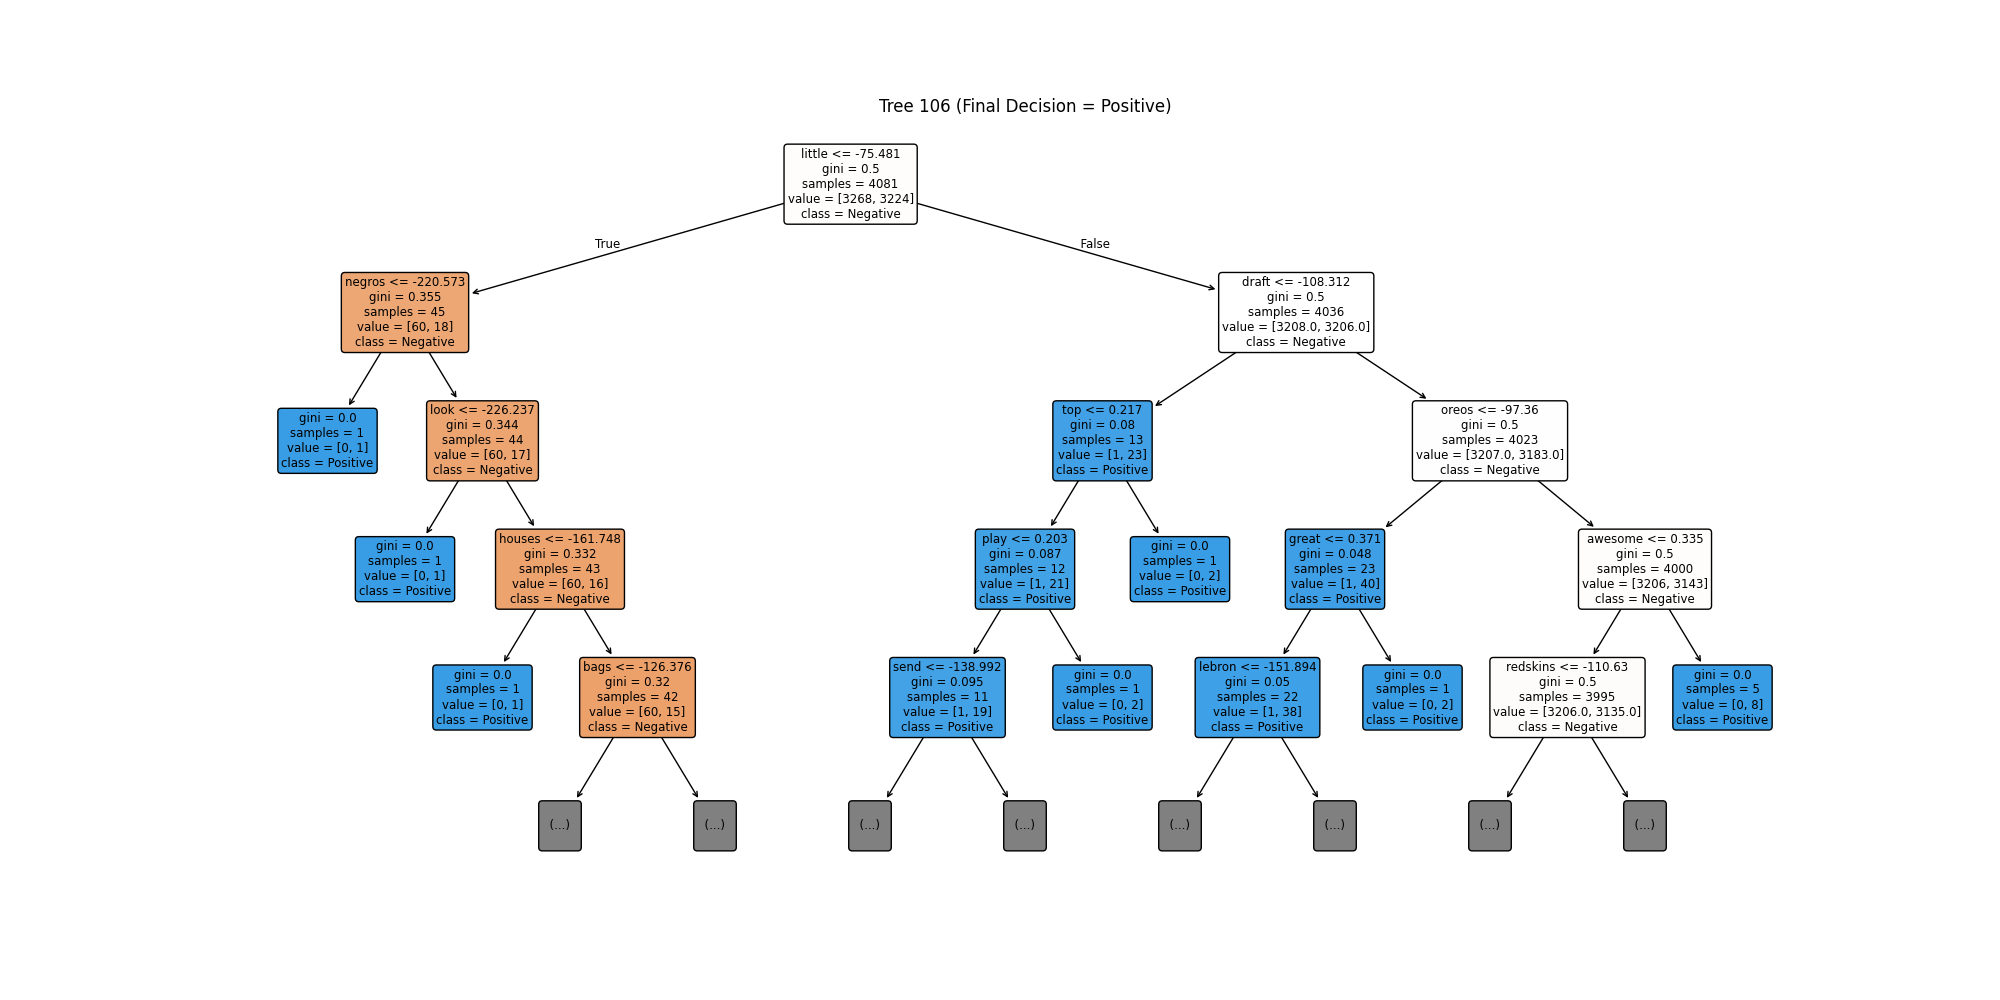 Tree 106 (Final Decision = Positive)
little <= -75.481
gini = 0.5
samples = 4081
value = [3268, 3224]
class = Negative
True
False
negros <= -220.573
gini = 0.355
samples = 45
value = [60, 18]
class = Negative
draft <= -108.312
gini = 0.5
samples = 4036
value = [3208.0, 3206.0]
class = Negative
gini = 0.0
samples = 1
value = [0, 1]
class = Positive
look <= -226.237
gini = 0.344
samples = 44
value = [60, 17]
class = Negative
top <= 0.217
gini = 0.08
samples = 13
value = [1, 23]
class = Positive
oreos <= -97.36
gini = 0.5
samples = 4023
value = [3207.0, 3183.0]
class = Negative
gini = 0.0
samples = 1
value = [0, 1]
class = Positive
houses <= -161.748
gini = 0.332
samples = 43
value = [60, 16]
class = Negative
play <= 0.203
gini = 0.087
samples = 12
value = [1, 21]
class = Positive
gini = 0.0
samples = 1
value = [0, 2]
class = Positive
great <= 0.371
gini = 0.048
samples = 23
value = [1, 40]
class = Positive
awesome <= 0.335
gini = 0.5
samples = 4000
value = [3206, 3143]
class = Negative
gini = 0.0
samples = 1
value = [0, 1]
class = Positive
bags <= -126.376
gini = 0.32
samples = 42
value = [60, 15]
class = Negative
send <= -138.992
gini = 0.095
samples = 11
value = [1, 19]
class = Positive
gini = 0.0
samples = 1
value = [0, 2]
class = Positive
lebron <= -151.894
gini = 0.05
samples = 22
value = [1, 38]
class = Positive
gini = 0.0
samples = 1
value = [0, 2]
class = Positive
redskins <= -110.63
gini = 0.5
samples = 3995
value = [3206.0, 3135.0]
class = Negative
gini = 0.0
samples = 5
value = [0, 8]
class = Positive
(...)
(...)
(...)
(...)
(...)
(...)
(...)
(...)